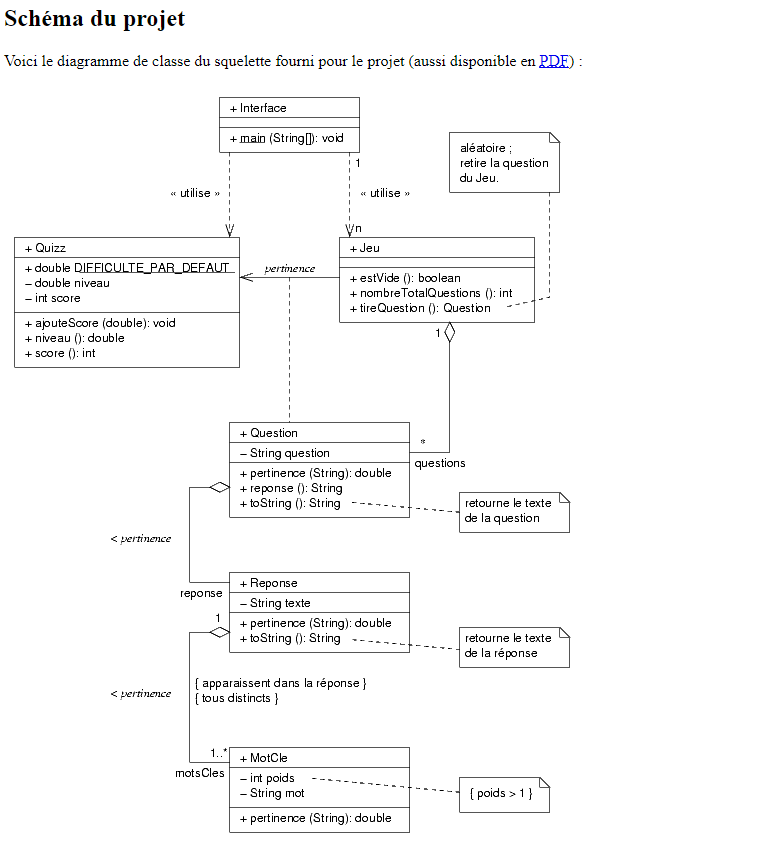 Schéma du projet
Voici le diagramme de classe du squelette fourni pour le projet (aussi disponible en PDF) :
+ Interface
+ main (String[]): void
1
« utilise »
« utilise »
n
aléatoire ;
retire la question
du Jeu.
+ Quizz
+ double DIFFICULTE_PAR_DEFAUT
– double niveau
– int score
+ ajouteScore (double): void
+ niveau (): double
+ score (): int
pertinence
+ Jeu
+ estVide (): boolean
+ nombreTotalQuestions (): int
+ tireQuestion (): Question
1
*
questions
+ Question
– String question
+ pertinence (String): double
+ reponse (): String
+ toString (): String
retourne le texte
de la question
< pertinence
reponse
+ Reponse
– String texte
+ pertinence (String): double
+ toString (): String
retourne le texte
de la réponse
1
< pertinence
{ apparaissent dans la réponse }
{ tous distincts }
1..*
motsCles
+ MotCle
– int poids
– String mot
+ pertinence (String): double
{ poids > 1 }